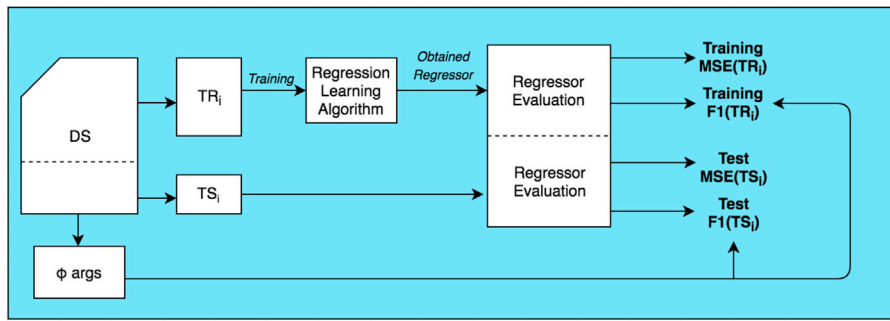 DS
TRi
Training
Regression
Learning
Algorithm
Obtained
Regressor
Regressor
Evaluation
Training
MSE(TRi)
Training
F1(TRi)
TSi
Regressor
Evaluation
Test
MSE(TSi)
Test
F1(TSi)
ϕ args